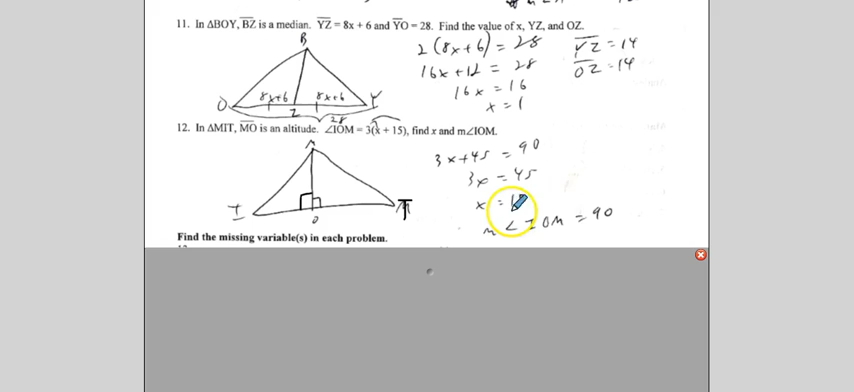 11. In ΔBOY, BZ is a median. YZ = 8x + 6 and YO = 28. Find the value of x, YZ, and OZ.
B
2 (8x+6) = 28
YZ = 14
16x+12 = 28
OZ = 14
16x = 16
x = 1
O 8x+6 8x+6 Y
Z
28
12. In ΔMIT, MO is an altitude. ∠IOM = 3(x + 15), find x and m∠IOM.
3x+45 = 90
3x = 45
x =
I T
O
m∠IOM = 90
Find the missing variable(s) in each problem.